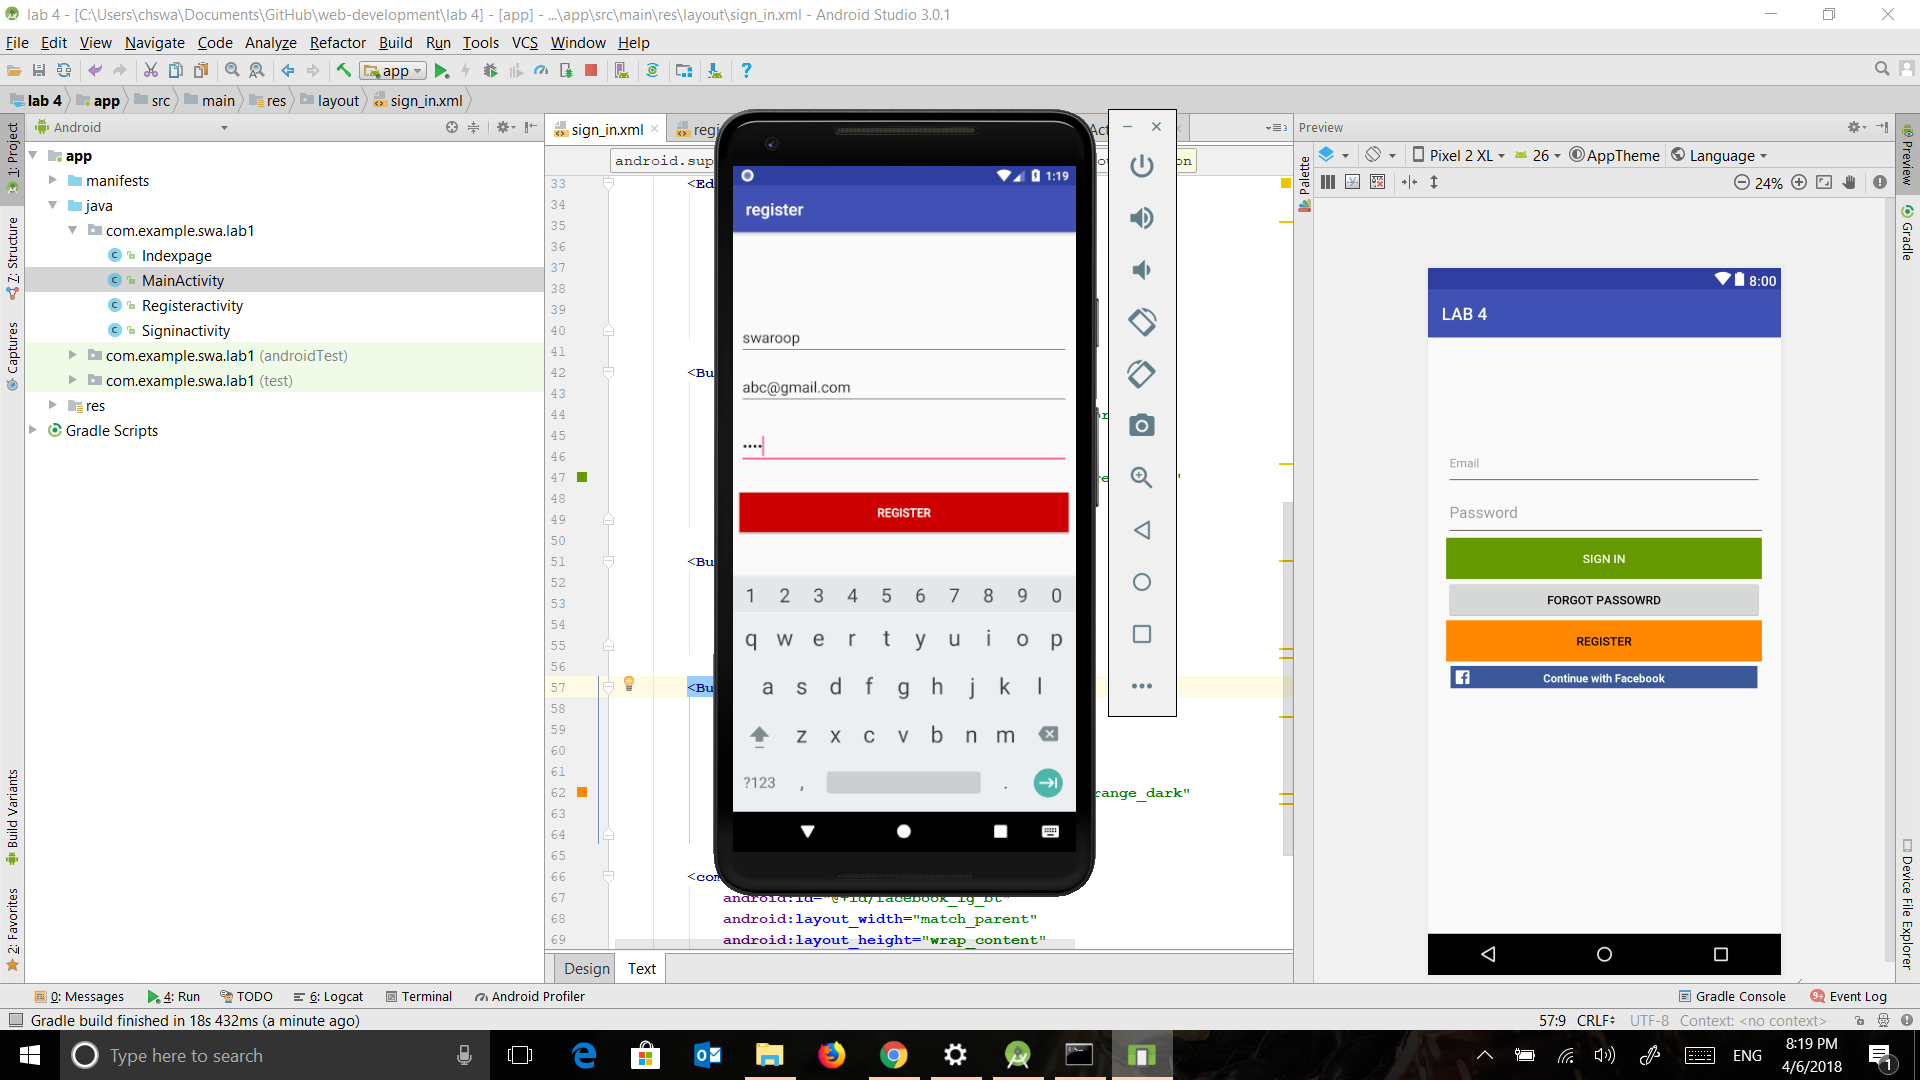 lab 4 - [C:\Users\chswa\Documents\GitHub\web-development\lab 4] - [app] - ...\app\src\main\res\layout\sign_in.xml - Android Studio 3.0.1
File Edit View Navigate Code Analyze Refactor Build Run Tools VCS Window Help
app
lab 4 app src main res layout sign_in.xml
1: Project
7: Structure
Captures
Build Variants
2: Favorites
Android
app
manifests
java
com.example.swa.lab1
Indexpage
MainActivity
Registeractivity
Signinactivity
com.example.swa.lab1 (androidTest)
com.example.swa.lab1 (test)
res
Gradle Scripts
sign_in.xml reg Act
android.sup on
33 <Ed
34
35
36
37
38
39
40
41
42 <Bu
43
44
45
46
47 "
48
49
50
51 <Bu
52
53
54
55
56
57 <Bu
58
59
60
61
62 range_dark"
63
64
65
66 <com
67 android:id="@+id/facebook_lg_bt"
68 android:layout_width="match_parent"
69 android:layout_height="wrap_content"
Design Text
1:19
register
swaroop
abc@gmail.com
••••
REGISTER
1 2 3 4 5 6 7 8 9 0
q w e r t y u i o p
a s d f g h j k l
z x c v b n m
?123 , .
Preview
Palette
Pixel 2 XL 26 AppTheme Language
24%
8:00
LAB 4
Email
Password
SIGN IN
FORGOT PASSOWRD
REGISTER
Continue with Facebook
Preview
Gradle
Device File Explorer
0: Messages 4: Run TODO 6: Logcat Terminal Android Profiler Gradle Console 9+ Event Log
Gradle build finished in 18s 432ms (a minute ago) 57:9 CRLF UTF-8 Context: <no context>
Type here to search
ENG
8:19 PM
4/6/2018
1